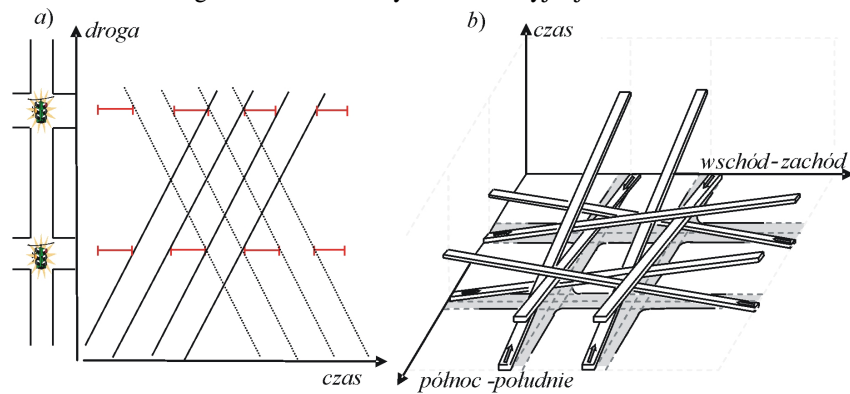 a)
droga
czas
b)
czas
wschód-zachód
północ -południe